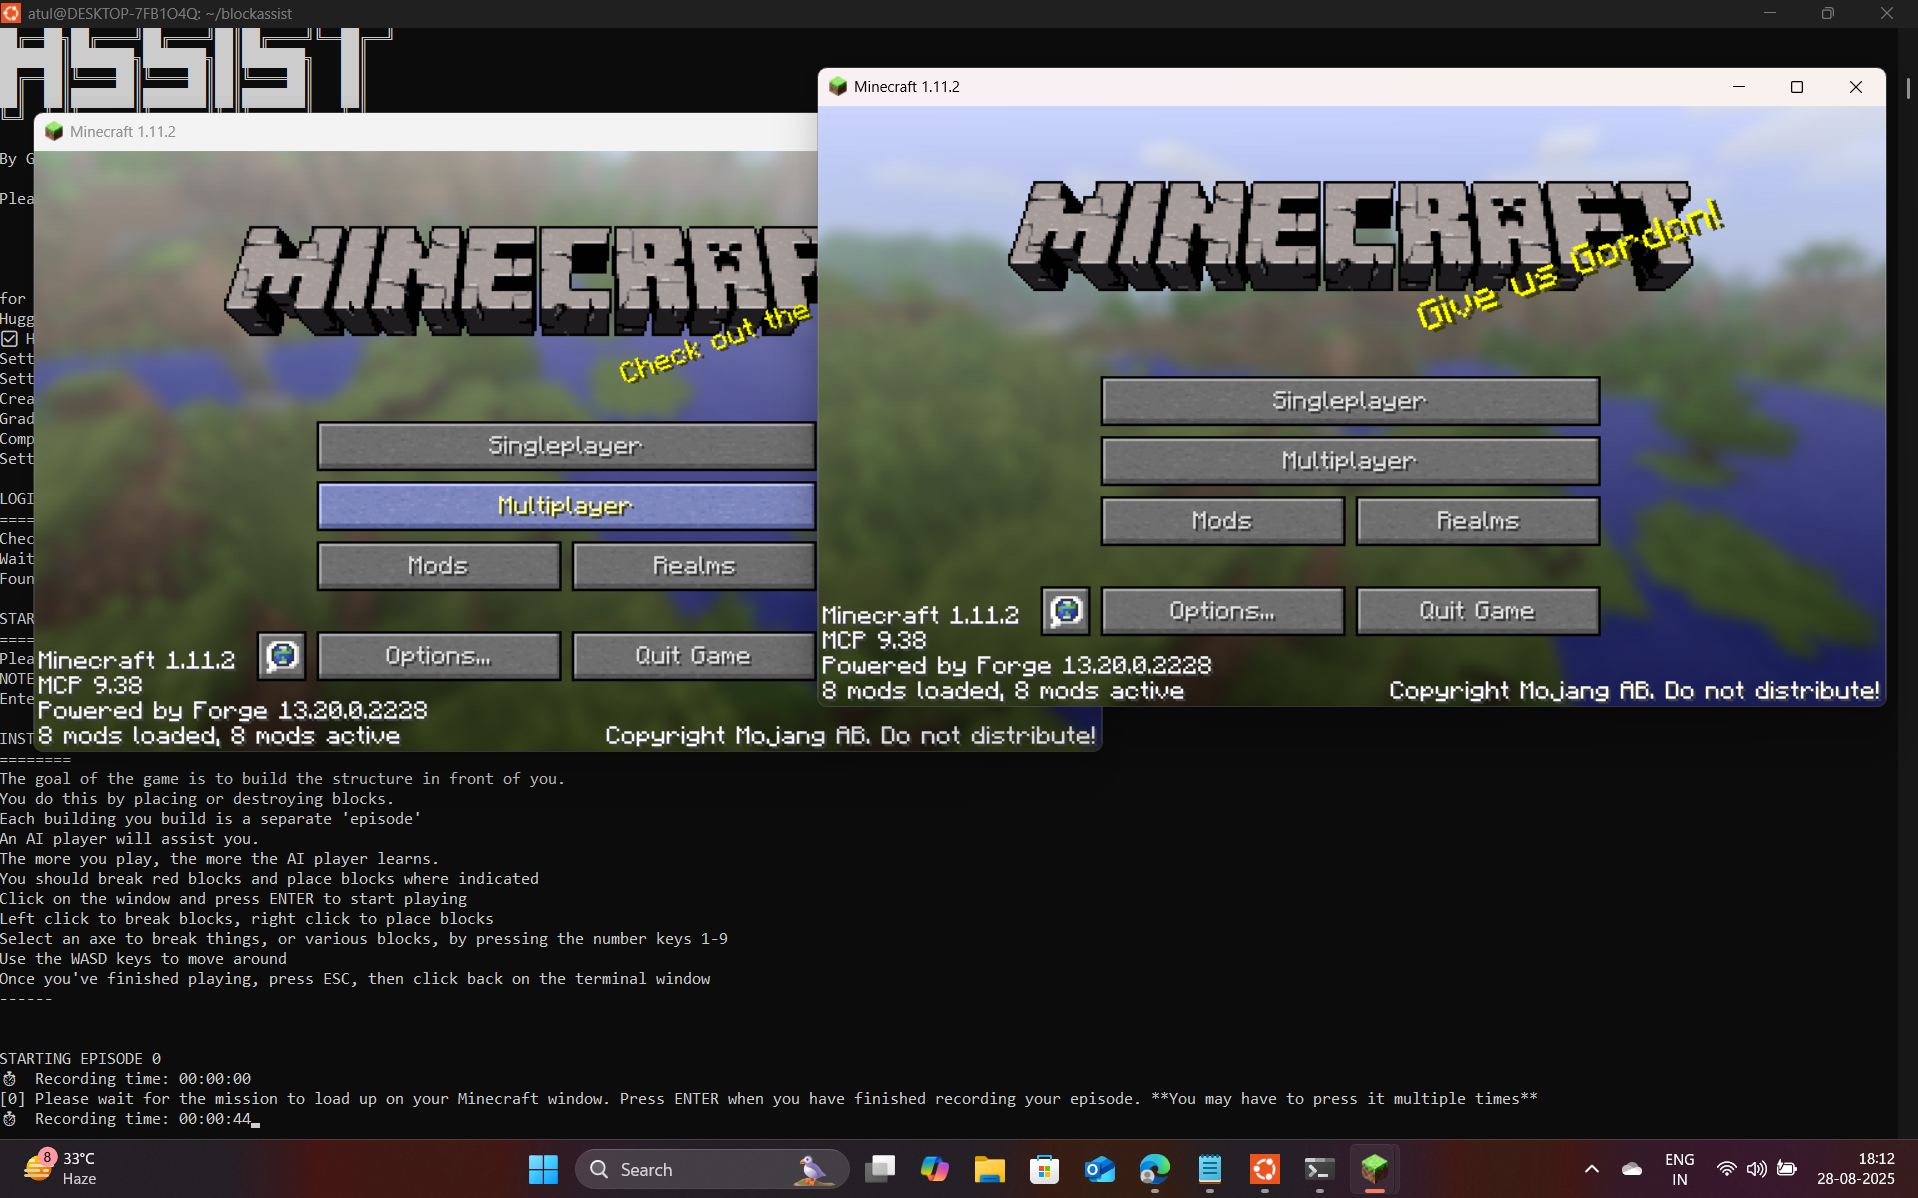 atul@DESKTOP-7FB1O4Q: ~/blockassist
ASSIST
By G
Plea
for
Hugg
H
Sett
Sett
Crea
Grad
Comp
Sett
LOGI
====
Chec
Wait
Foun
STAR
====
Plea
NOTE
Ente
INST
========
Minecraft 1.11.2
MINECRAF
Check out the
Singleplayer
Multiplayer
Mods
Realms
Options...
Quit Game
Minecraft 1.11.2
MCP 9.38
Powered by Forge 13.20.0.2228
8 mods loaded, 8 mods active
Copyright Mojang AB. Do not distribute!
Minecraft 1.11.2
MINECRAFT
Give us Gordon!
Singleplayer
Multiplayer
Mods
Realms
Options...
Quit Game
Minecraft 1.11.2
MCP 9.38
Powered by Forge 13.20.0.2228
8 mods loaded, 8 mods active
Copyright Mojang AB. Do not distribute!
The goal of the game is to build the structure in front of you.
You do this by placing or destroying blocks.
Each building you build is a separate 'episode'
An AI player will assist you.
The more you play, the more the AI player learns.
You should break red blocks and place blocks where indicated
Click on the window and press ENTER to start playing
Left click to break blocks, right click to place blocks
Select an axe to break things, or various blocks, by pressing the number keys 1-9
Use the WASD keys to move around
Once you've finished playing, press ESC, then click back on the terminal window
------
STARTING EPISODE 0
Recording time: 00:00:00
[0] Please wait for the mission to load up on your Minecraft window. Press ENTER when you have finished recording your episode. **You may have to press it multiple times**
Recording time: 00:00:44
8
33°C
Haze
Search
ENG
IN
18:12
28-08-2025